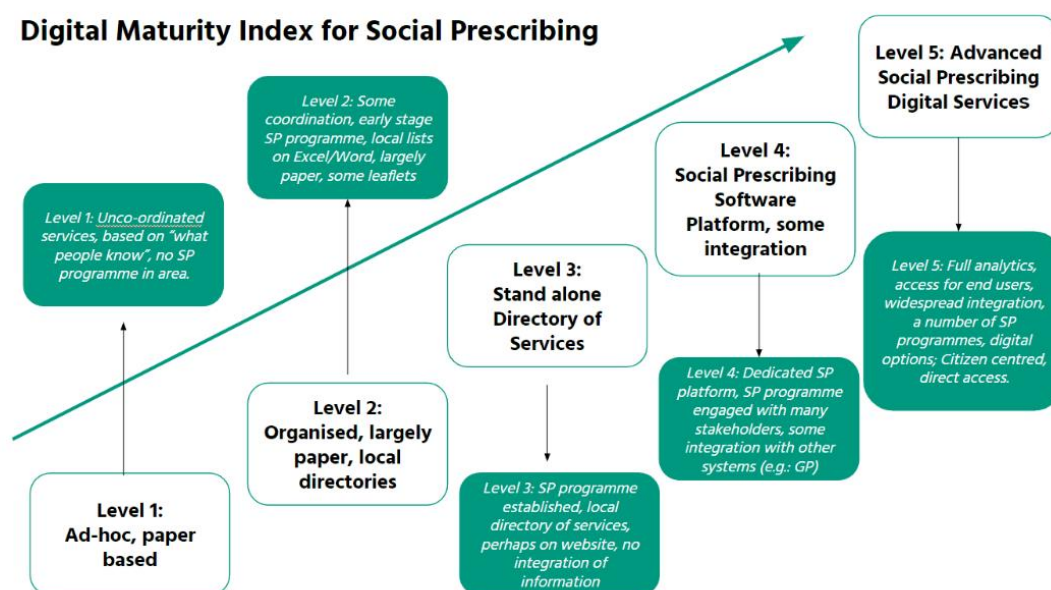 Digital Maturity Index for Social Prescribing
Level 1: Unco-ordinated
services, based on “what
people know”, no SP
programme in area.
Level 1:
Ad-hoc, paper
based
Level 2: Some
coordination, early stage
SP programme, local lists
on Excel/Word, largely
paper, some leaflets
Level 2:
Organised, largely
paper, local
directories
Level 3:
Stand alone
Directory of
Services
Level 3: SP programme
established, local
directory of services,
perhaps on website, no
integration of
information
Level 4:
Social Prescribing
Software
Platform, some
integration
Level 4: Dedicated SP
platform, SP programme
engaged with many
stakeholders, some
integration with other
systems (e.g.: GP)
Level 5: Advanced
Social Prescribing
Digital Services
Level 5: Full analytics,
access for end users,
widespread integration,
a number of SP
programmes, digital
options; Citizen centred,
direct access.